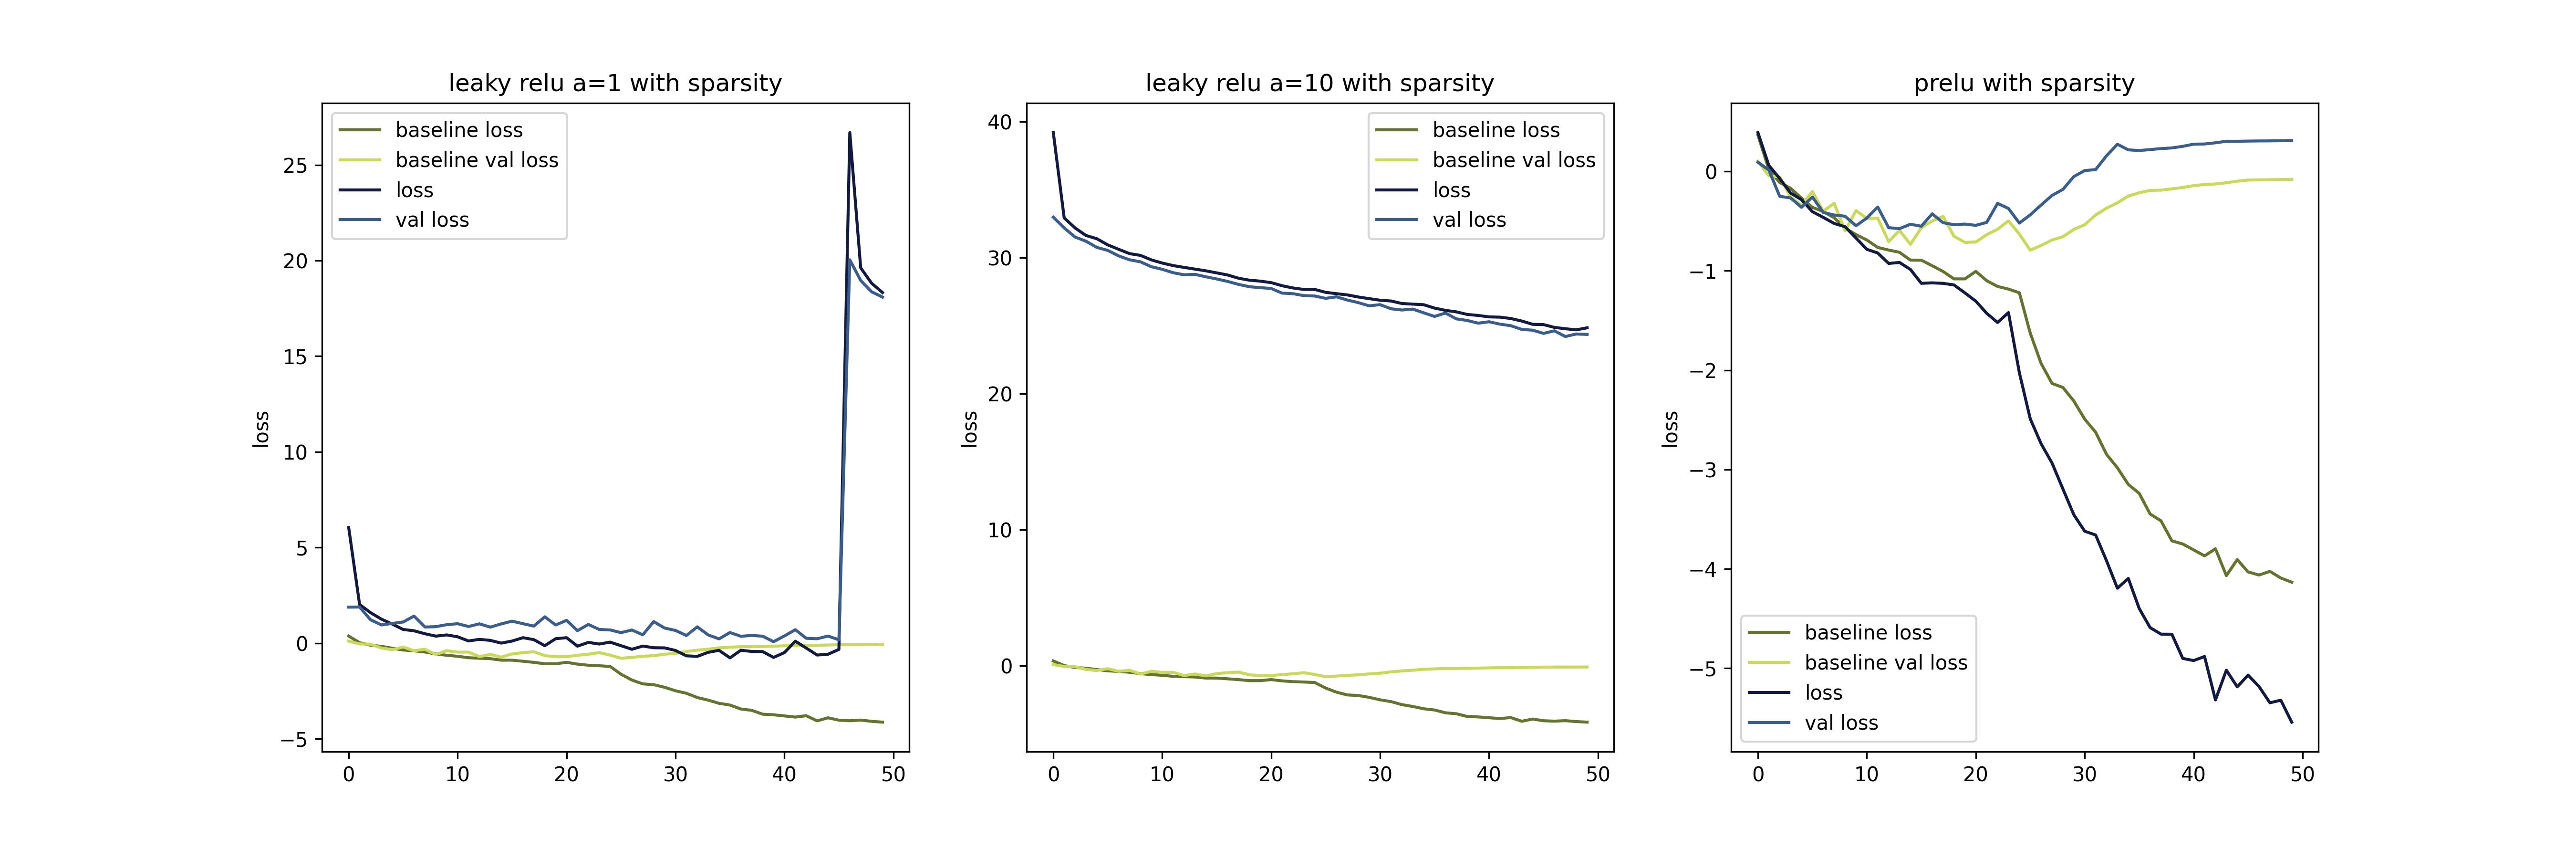 leaky relu a=1 with sparsity
baseline loss
baseline val loss
loss
val loss
loss
25
20
15
10
5
0
−5
0 10 20 30 40 50
leaky relu a=10 with sparsity
baseline loss
baseline val loss
loss
val loss
loss
40
30
20
10
0
0 10 20 30 40 50
prelu with sparsity
loss
0
−1
−2
−3
−4
−5
baseline loss
baseline val loss
loss
val loss
0 10 20 30 40 50